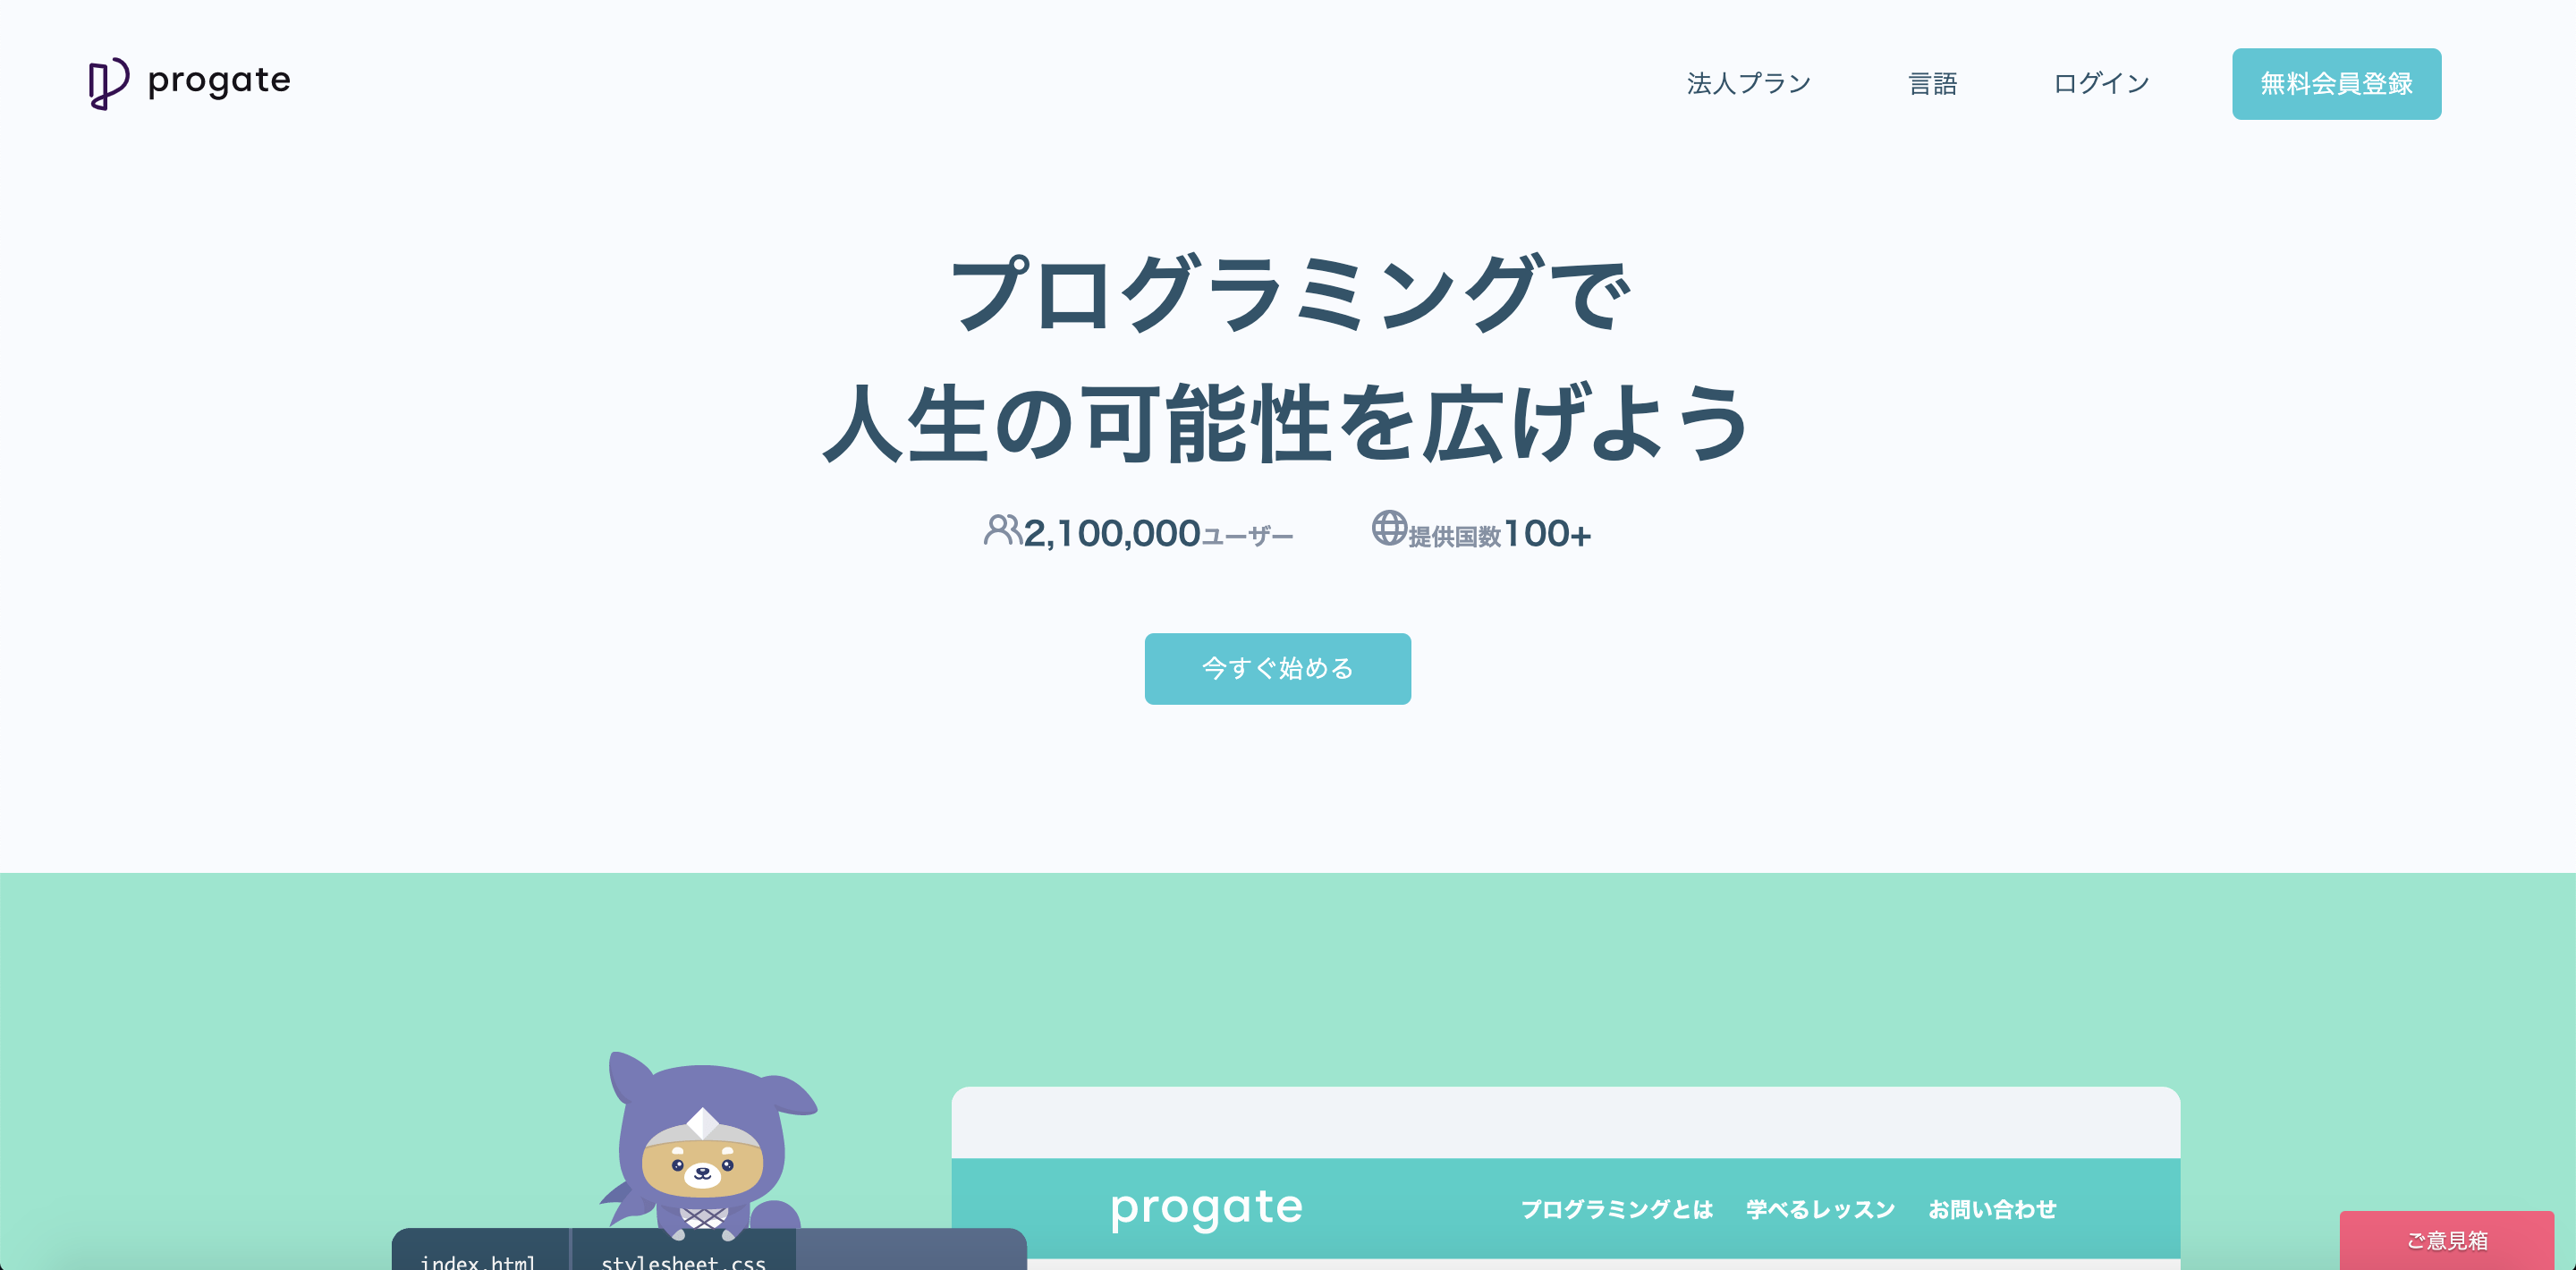 progate
法人プラン
言語
ログイン
無料会員登録
プログラミングで
人生の可能性を広げよう
2,100,000ユーザー
提供国数100+
今すぐ始める
progate
プログラミングとは
学べるレッスン
お問い合わせ
index.html
stylesheet.css
ご意見箱